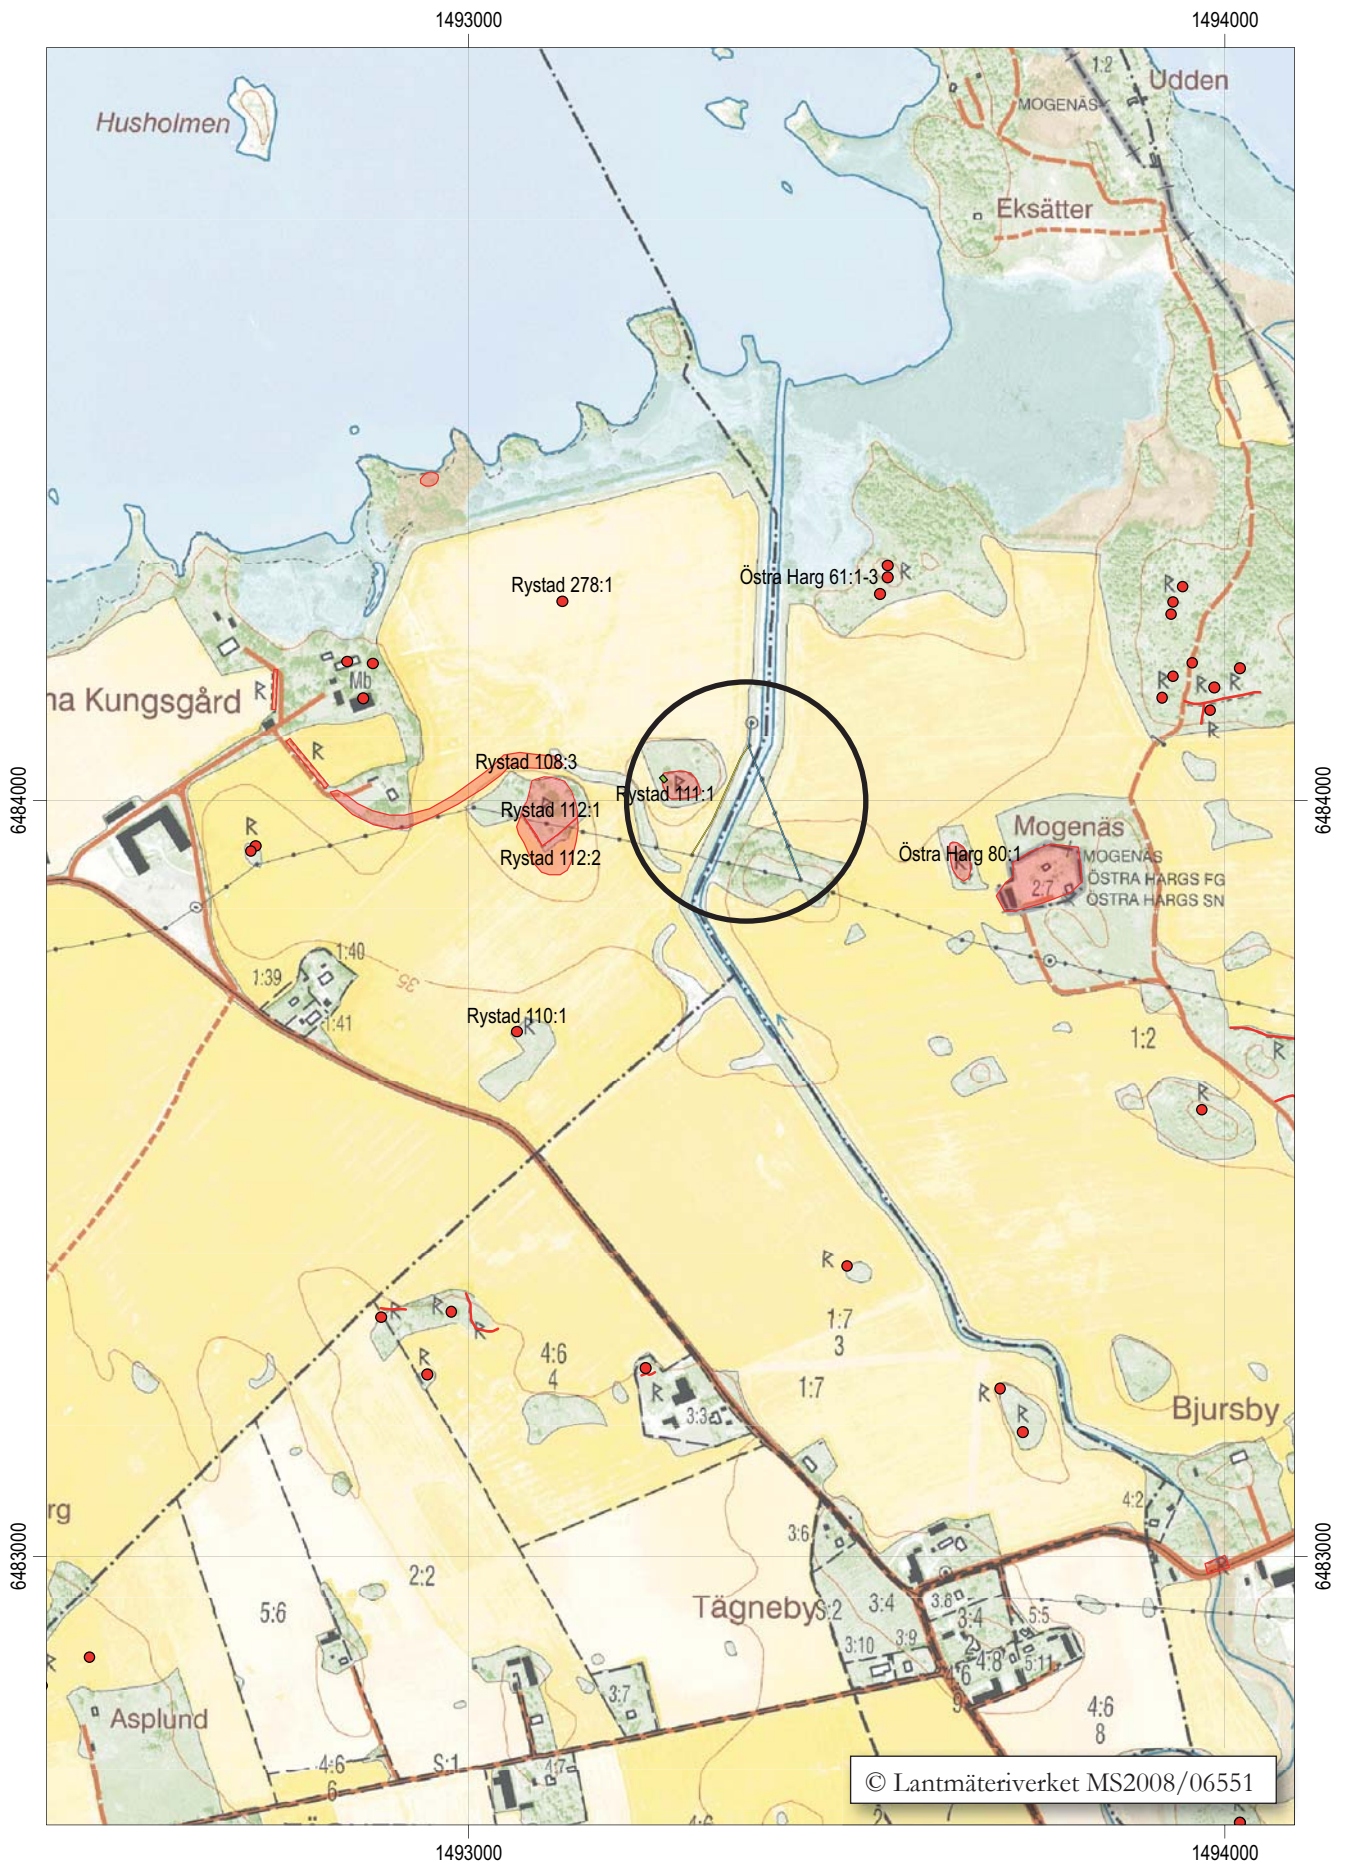 1493000
1494000
Husholmen
1:2
Udden
MOGENÄS
Eksätter
Rystad 278:1
Östra Harg 61:1-3
R
R
R
R
R
R
R
Mb
na Kungsgård
R
R
Rystad 108:3
Rystad 111:1
Rystad 112:1
Rystad 112:2
6484000
6484000
R
Östra Harg 80:1
Mogenäs
MOGENÄS
ÖSTRA HARGS FG
ÖSTRA HARGS SN
2:7
1:40
1:39
1:41
35
Rystad 110:1
R
1:2
R
R
R
1:7
3
R
R
R
R
4:6
4
1:7
R
3:3
R
R
Bjursby
rg
4:2
3:6
6483000
6483000
R
2:2
5:6
Tägneby
S:2
3:4
3:8
3:4
2
5:5
3:10
3:9
4:8
5:11
4:6
9
R
3:7
4:6
8
Asplund
4:6
6
S:1
4:7
© Lantmäteriverket MS2008/06551
R
1493000
1494000